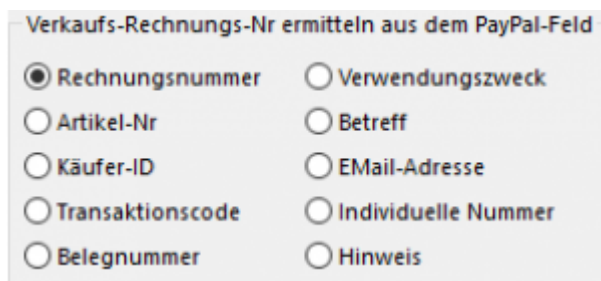 Verkaufs-Rechnungs-Nr ermitteln aus dem PayPal-Feld
Rechnungsnummer
Verwendungszweck
Artikel-Nr
Betreff
Käufer-ID
EMail-Adresse
Transaktionscode
Individuelle Nummer
Belegnummer
Hinweis